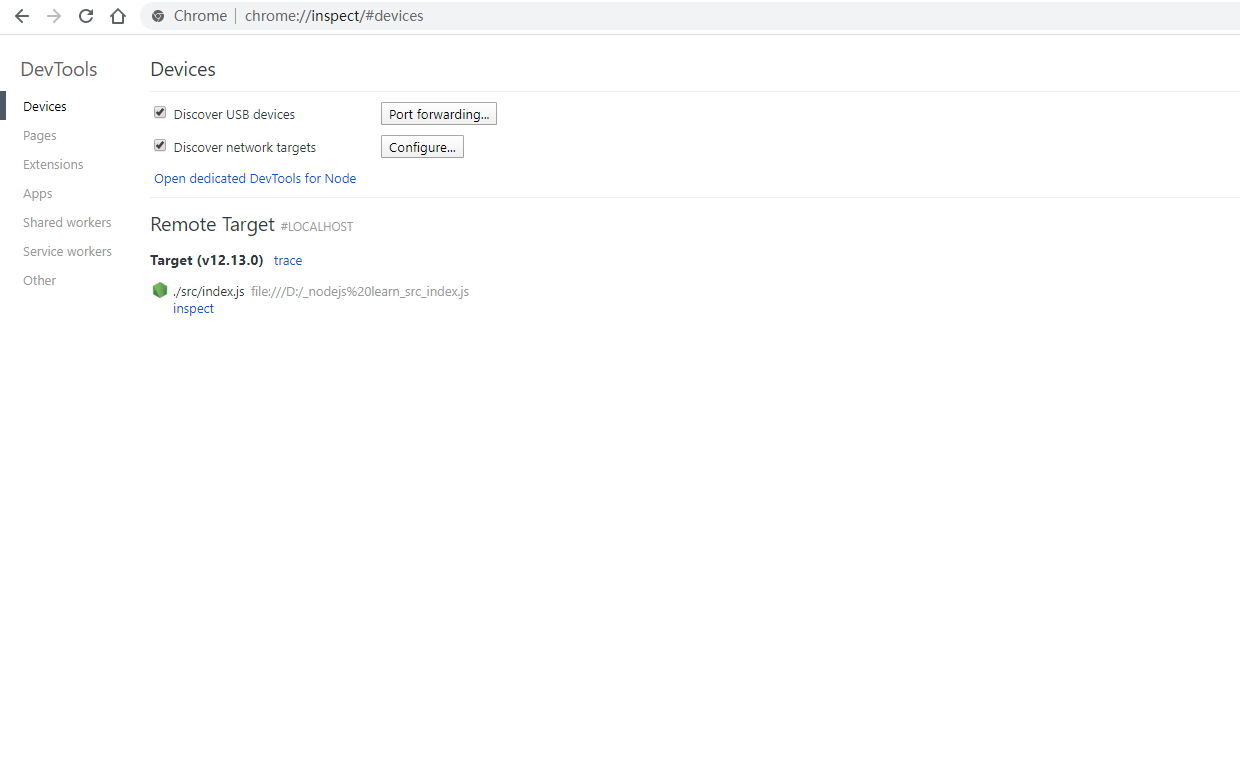 Chrome | chrome://inspect/#devices
DevTools
Devices
Pages
Extensions
Apps
Shared workers
Service workers
Other
Devices
Discover USB devices Port forwarding...
Discover network targets Configure...
Open dedicated DevTools for Node
Remote Target #LOCALHOST
Target (v12.13.0) trace
./src/index.js file:///D:/_nodejs%20learn_src_index.js
inspect